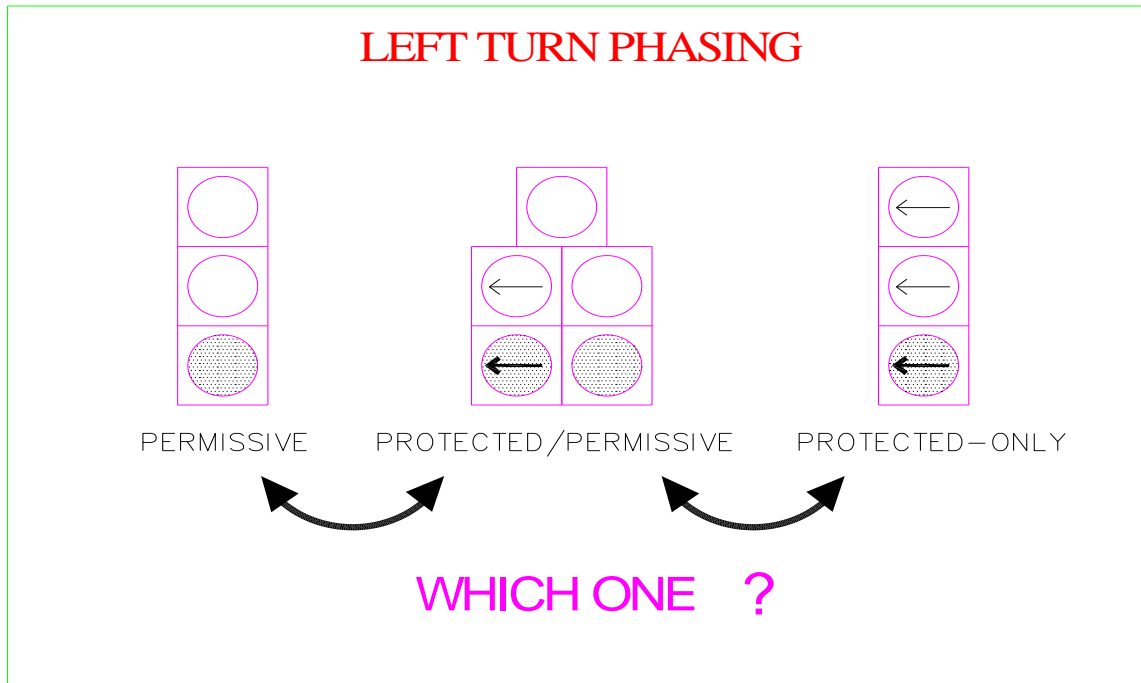 LEFT TURN PHASING
PERMISSIVE PROTECTED/PERMISSIVE PROTECTED-ONLY
WHICH ONE ?